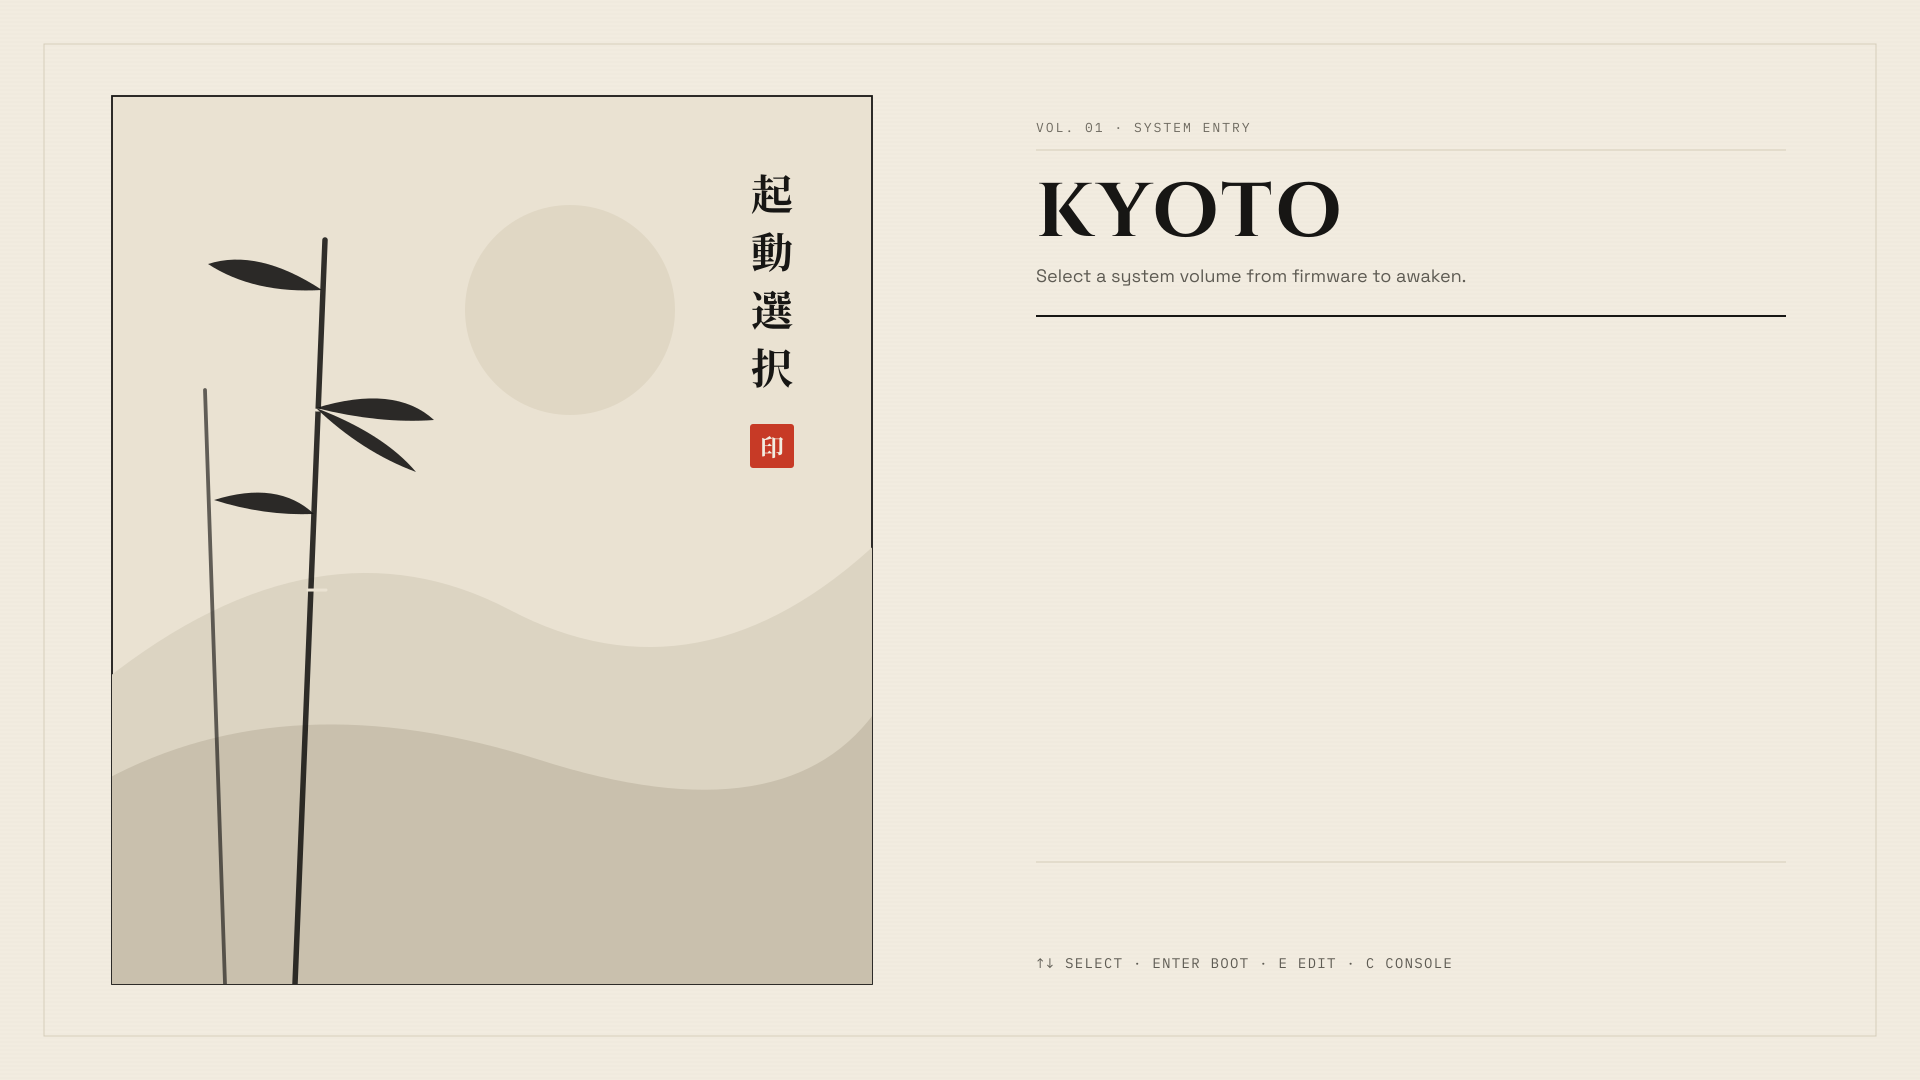 起動選択
印
VOL. 01 · SYSTEM ENTRY
KYOTO
Select a system volume from firmware to awaken.
↑↓ SELECT · ENTER BOOT · E EDIT · C CONSOLE